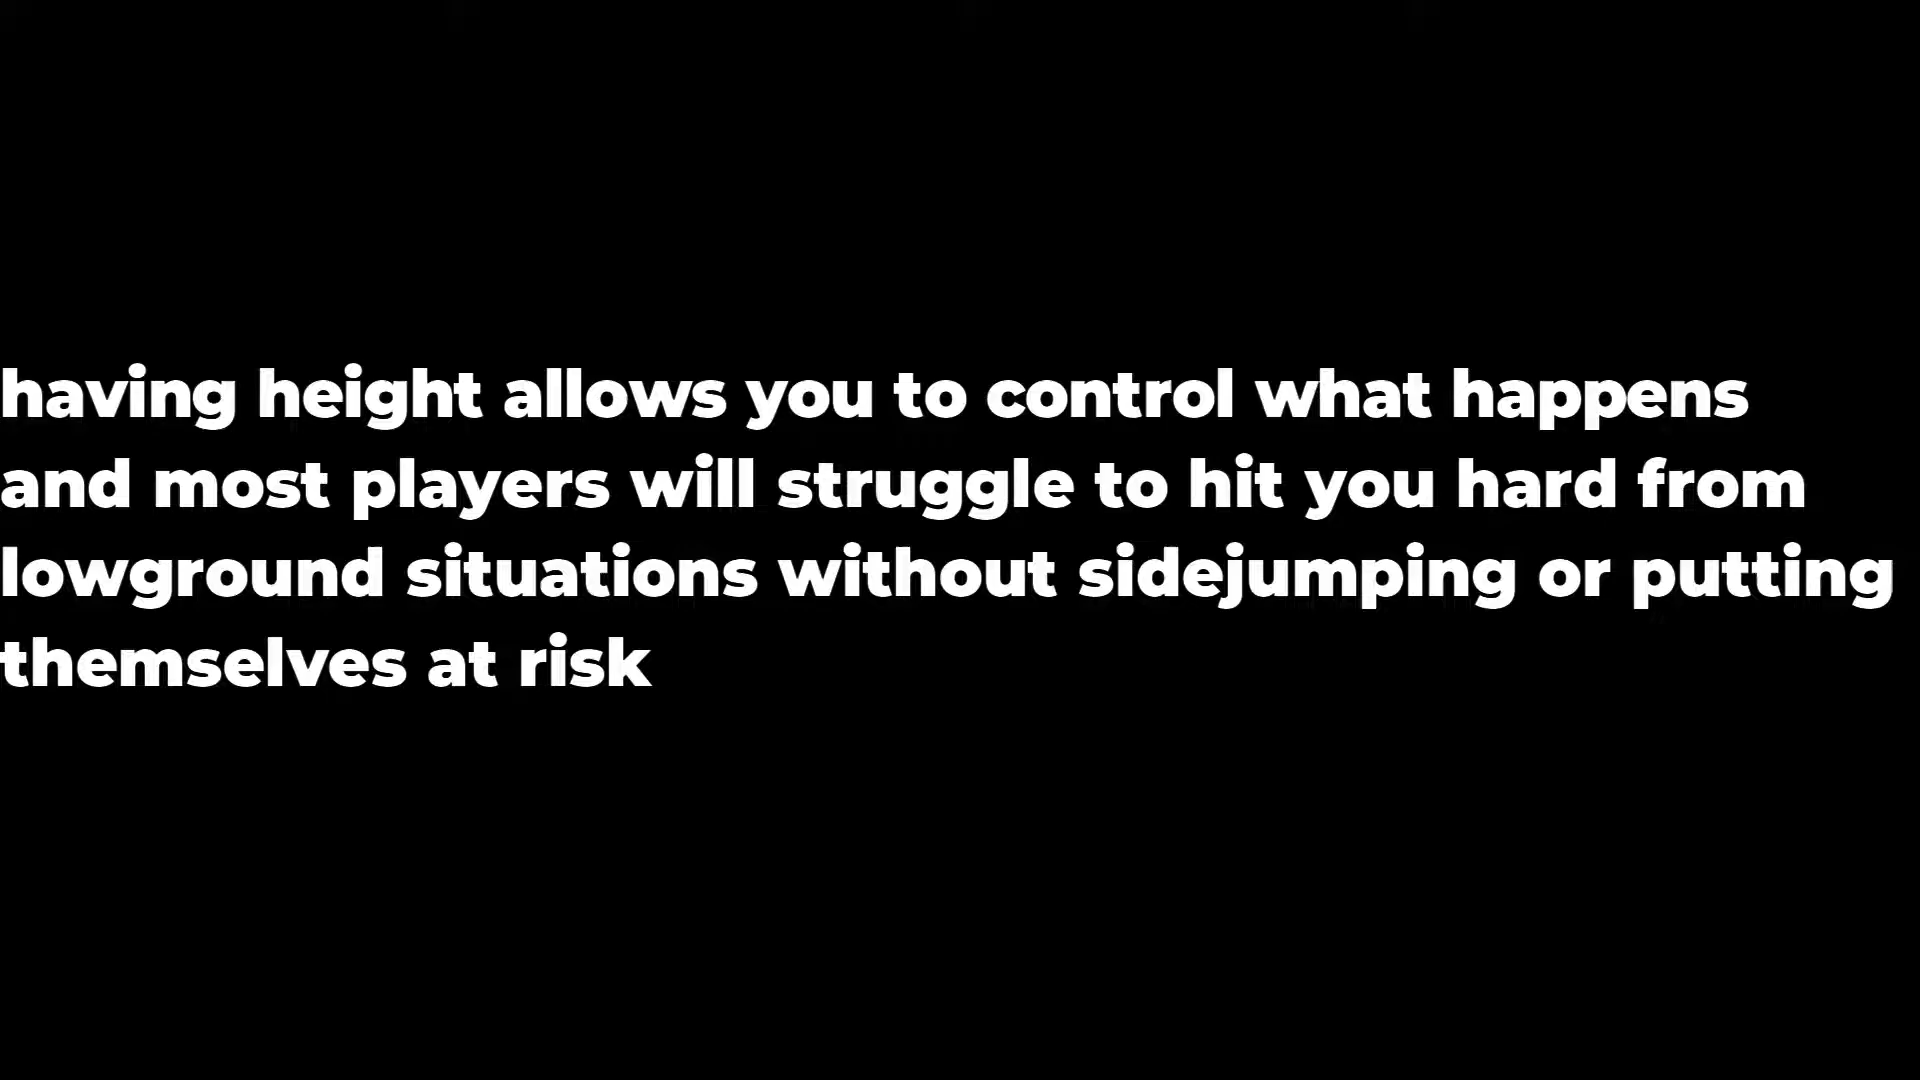 having height allows you to control what happens
and most players will struggle to hit you hard from
lowground situations without sidejumping or putting
themselves at risk